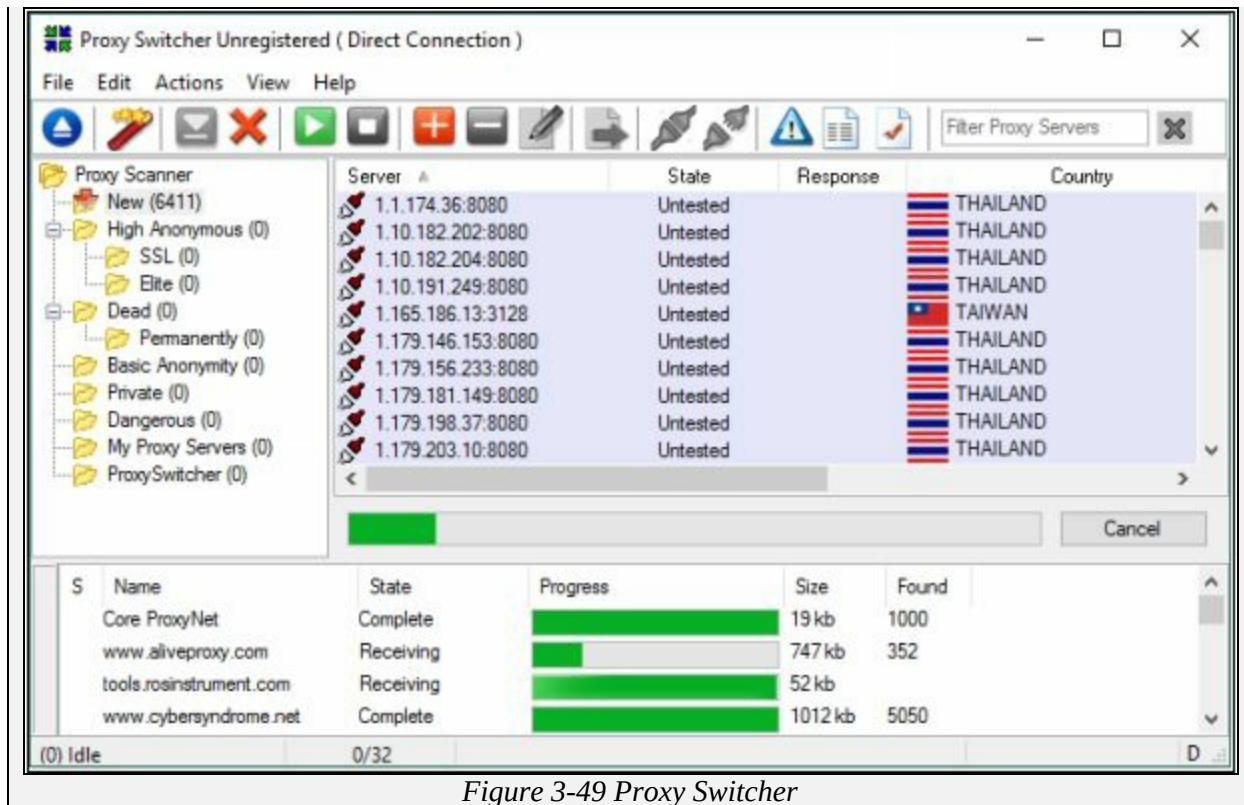 Proxy Switcher Unregistered ( Direct Connection )
File Edit Actions View Help
Filter Proxy Servers
Proxy Scanner
New (6411)
High Anonymous (0)
SSL (0)
Elite (0)
Dead (0)
Permanently (0)
Basic Anonymity (0)
Private (0)
Dangerous (0)
My Proxy Servers (0)
ProxySwitcher (0)
Server State Response Country
1.1.174.36:8080 Untested THAILAND
1.10.182.202:8080 Untested THAILAND
1.10.182.204:8080 Untested THAILAND
1.10.191.249:8080 Untested THAILAND
1.165.186.13:3128 Untested TAIWAN
1.179.146.153:8080 Untested THAILAND
1.179.156.233:8080 Untested THAILAND
1.179.181.149:8080 Untested THAILAND
1.179.198.37:8080 Untested THAILAND
1.179.203.10:8080 Untested THAILAND
Cancel
S Name State Progress Size Found
Core ProxyNet Complete 19 kb 1000
www.aliveproxy.com Receiving 747 kb 352
tools.rosinstrument.com Receiving 52 kb
www.cybersyndrome.net Complete 1012 kb 5050
(0) Idle 0/32 D
Figure 3-49 Proxy Switcher